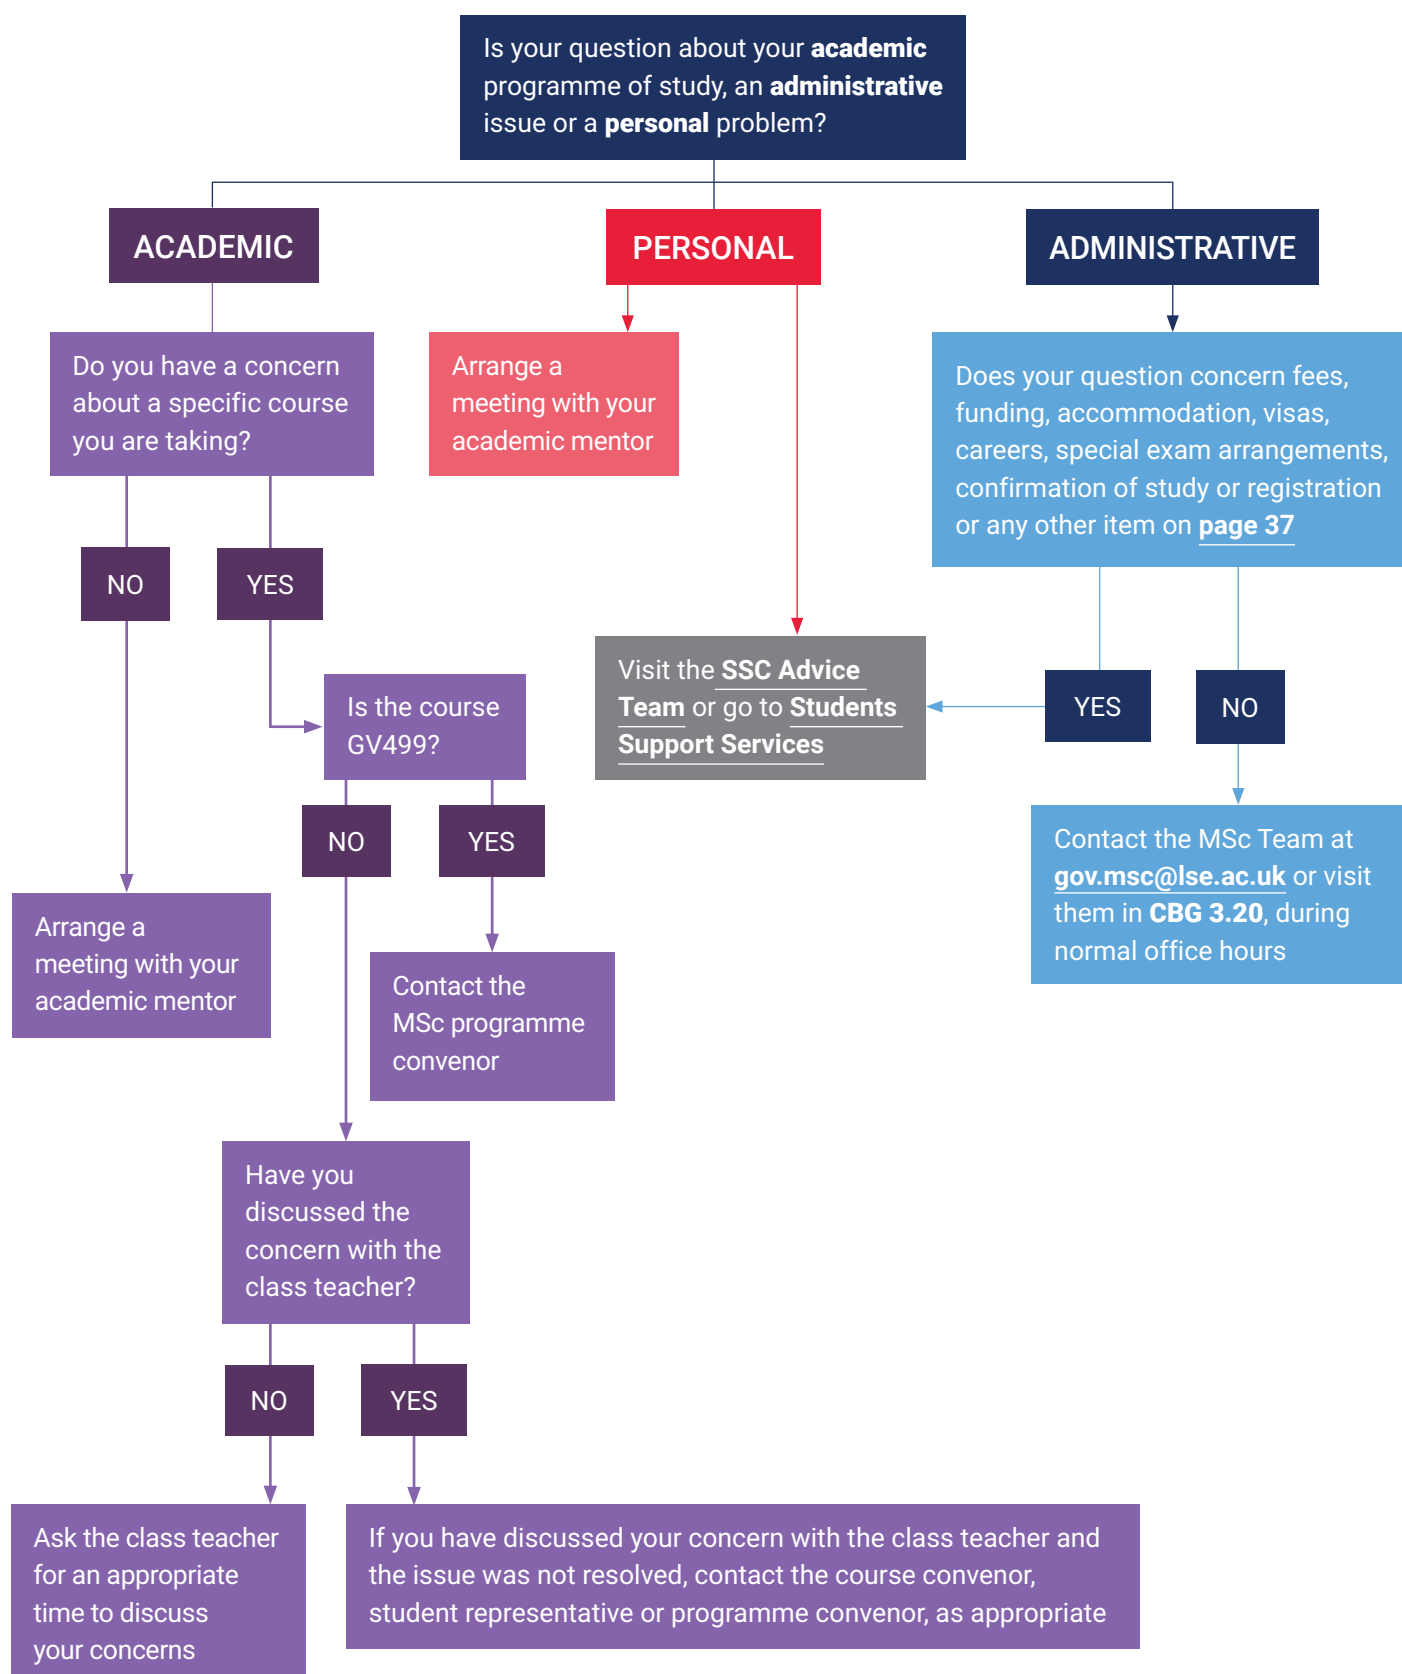 Is your question about your academic
programme of study, an administrative
issue or a personal problem?
ACADEMIC
PERSONAL
ADMINISTRATIVE
Do you have a concern
about a specific course
you are taking?
Arrange a
meeting with your
academic mentor
Does your question concern fees,
funding, accommodation, visas,
careers, special exam arrangements,
confirmation of study or registration
or any other item on page 37
NO
YES
Visit the SSC Advice
Team or go to Students
Support Services
YES
NO
Is the course
GV499?
NO
YES
Contact the MSc Team at
gov.msc@lse.ac.uk or visit
them in CBG 3.20, during
normal office hours
Arrange a
meeting with your
academic mentor
Contact the
MSc programme
convenor
Have you
discussed the
concern with the
class teacher?
NO
YES
Ask the class teacher
for an appropriate
time to discuss
your concerns
If you have discussed your concern with the class teacher and
the issue was not resolved, contact the course convenor,
student representative or programme convenor, as appropriate